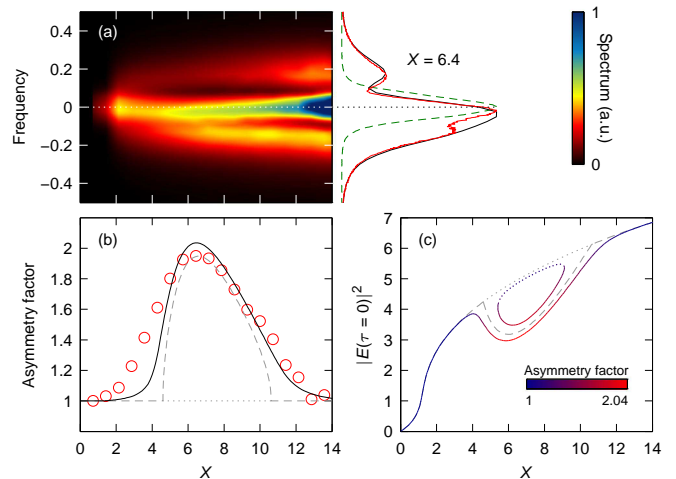 (a)
X = 6.4
Frequency
0.4
0.2
0
−0.2
−0.4
1
0
Spectrum (a.u.)
(b)
Asymmetry factor
2
1.8
1.6
1.4
1.2
1
0 2 4 6 8 10 12 14
X
(c)
|E(τ = 0)|²
7
6
5
4
3
2
1
0
Asymmetry factor
1 2.04
0 2 4 6 8 10 12 14
X